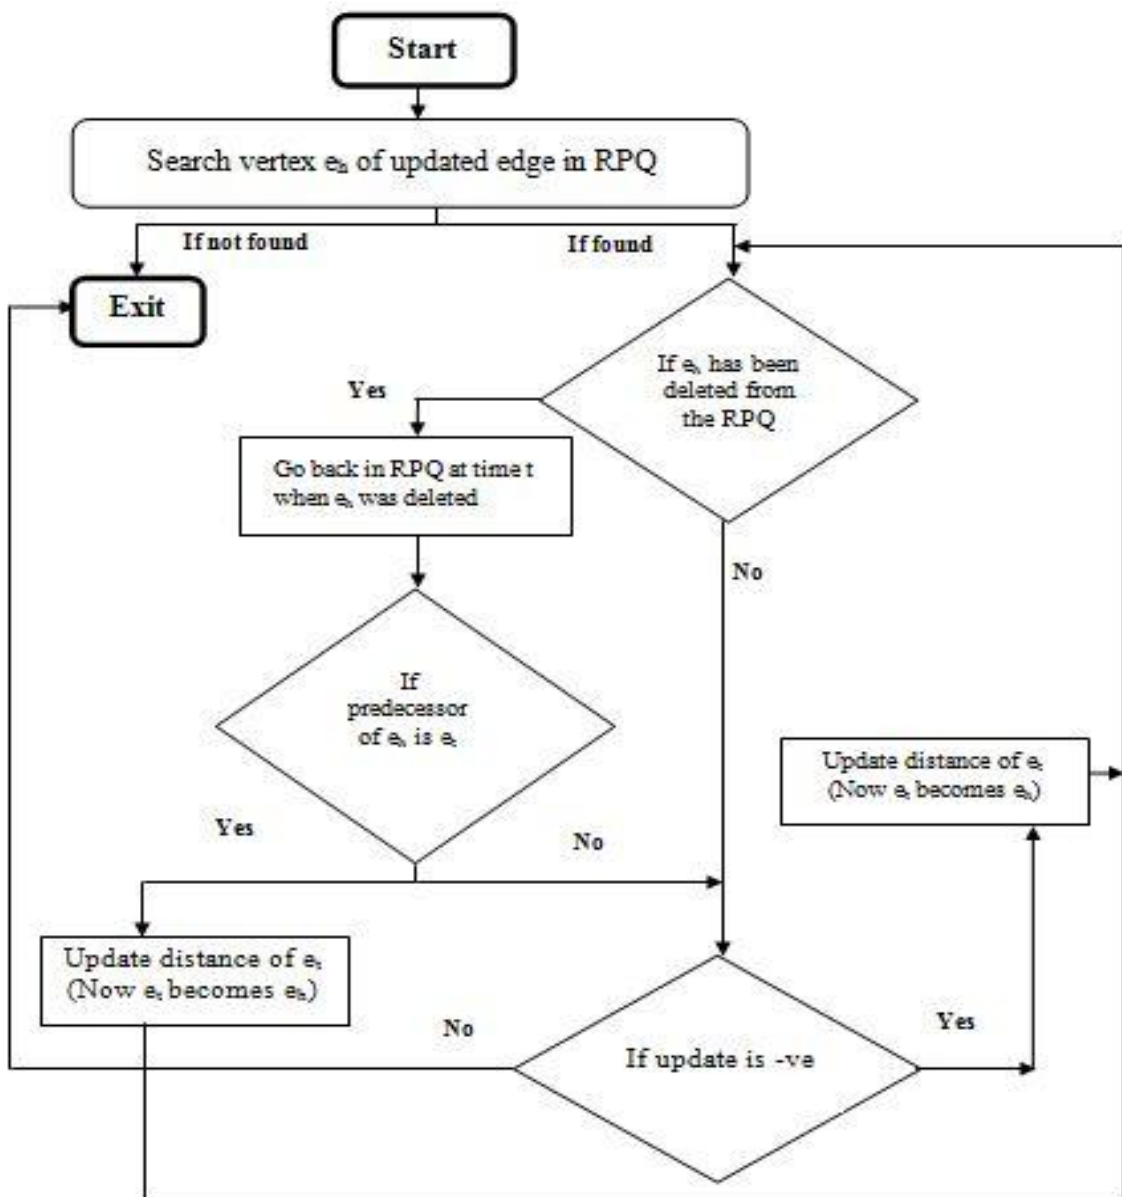 Start
Search vertex eₕ of updated edge in RPQ
If not found
If found
Exit
If eₕ has been
deleted from
the RPQ
Yes
Go back in RPQ at time t
when eₕ was deleted
No
If
predecessor
of eₕ is eₜ
Update distance of eₜ
(Now eₜ becomes eₕ)
Yes
No
Update distance of eₜ
(Now eₜ becomes eₕ)
No
Yes
If update is -ve